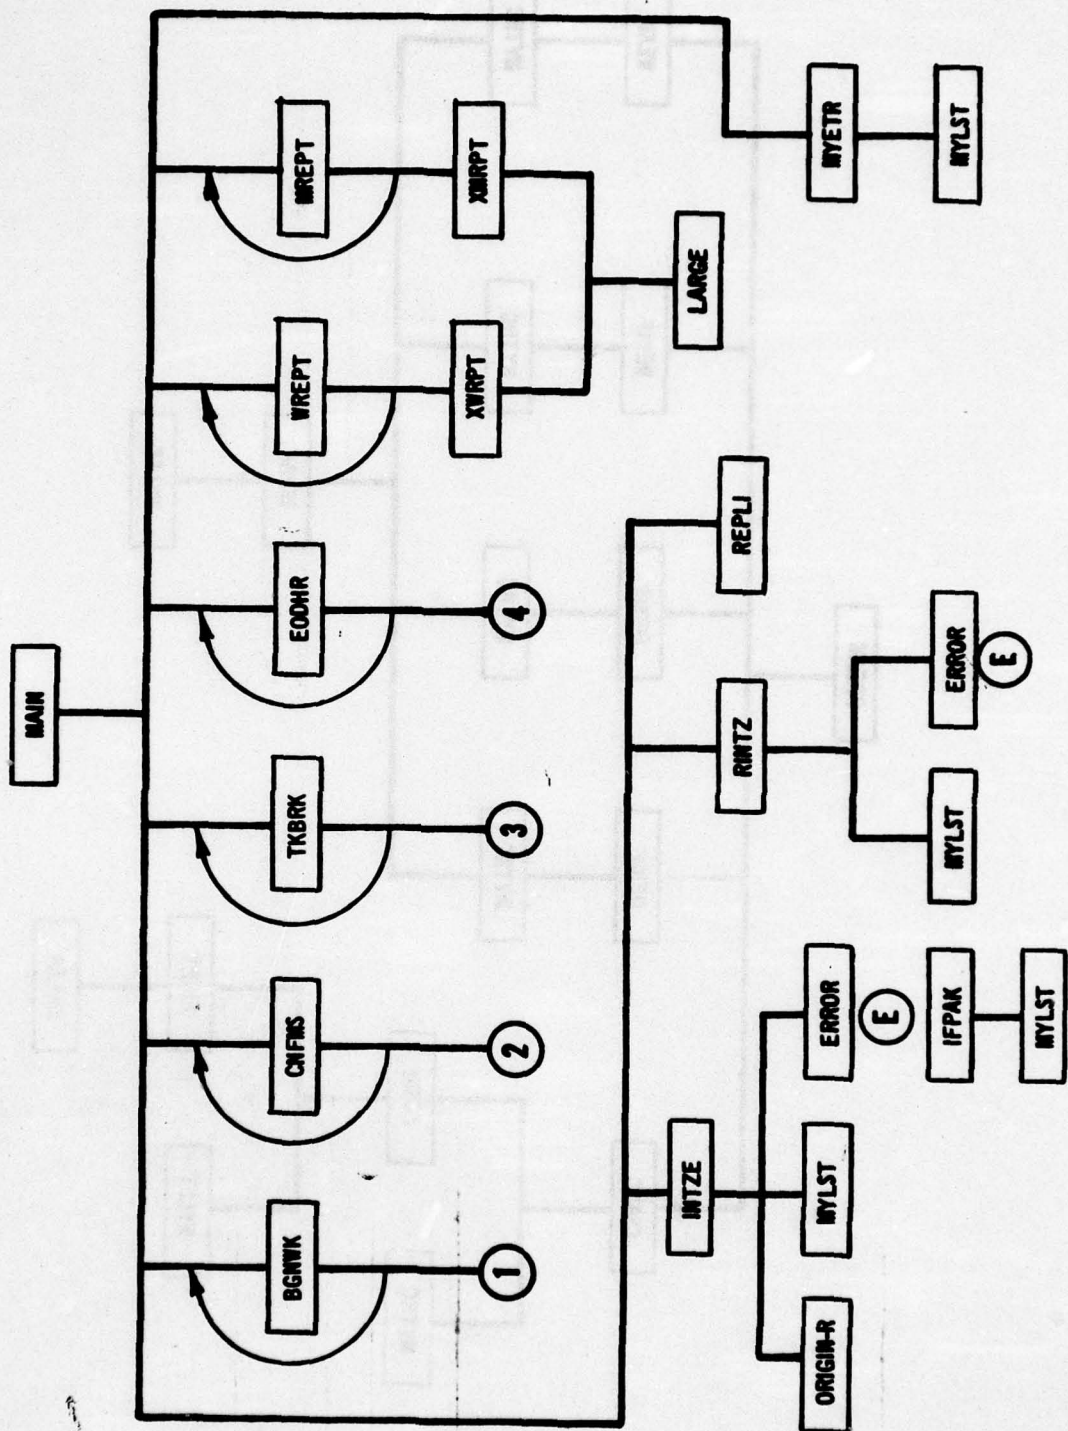 MAIN
BGNWK
CNFMS
TKBRK
EODHR
WREPT
MREPT
1
2
3
4
XWRPT
XMRPT
LARGE
INTZE
RINTZ
REPLI
MYETR
ORIGIN-R
MYLST
ERROR
E
MYLST
ERROR
E
MYLST
IFPAK
MYLST